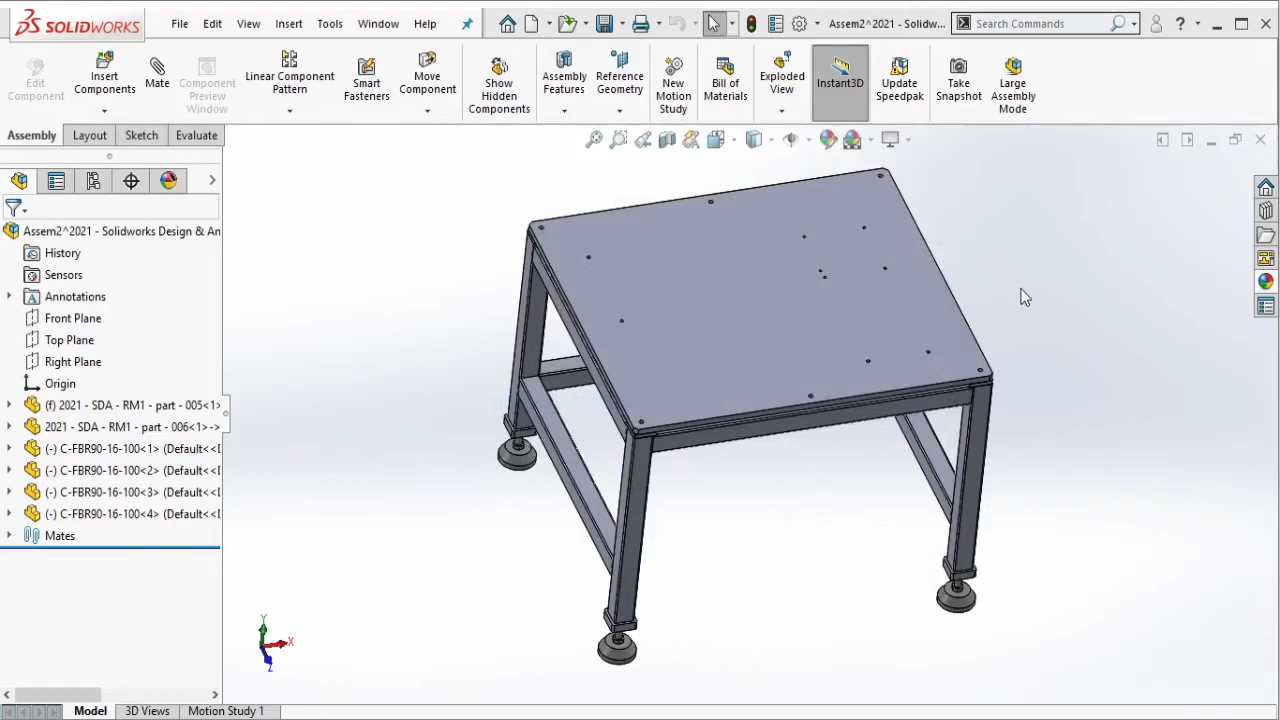 SOLIDWORKS
File Edit View Insert Tools Window Help
Assem2^2021 - Solidw...
Search Commands
Edit Component
Insert Components
Mate
Component Preview Window
Linear Component Pattern
Smart Fasteners
Move Component
Show Hidden Components
Assembly Features
Reference Geometry
New Motion Study
Bill of Materials
Exploded View
Instant3D
Update Speedpak
Take Snapshot
Large Assembly Mode
Assembly Layout Sketch Evaluate
Assem2^2021 - Solidworks Design & An
History
Sensors
Annotations
Front Plane
Top Plane
Right Plane
Origin
(f) 2021 - SDA - RM1 - part - 005<1>
2021 - SDA - RM1 - part - 006<1>->
(-) C-FBR90-16-100<1> (Default<<
(-) C-FBR90-16-100<2> (Default<<
(-) C-FBR90-16-100<3> (Default<<
(-) C-FBR90-16-100<4> (Default<<
Mates
Y
X
Z
Model 3D Views Motion Study 1